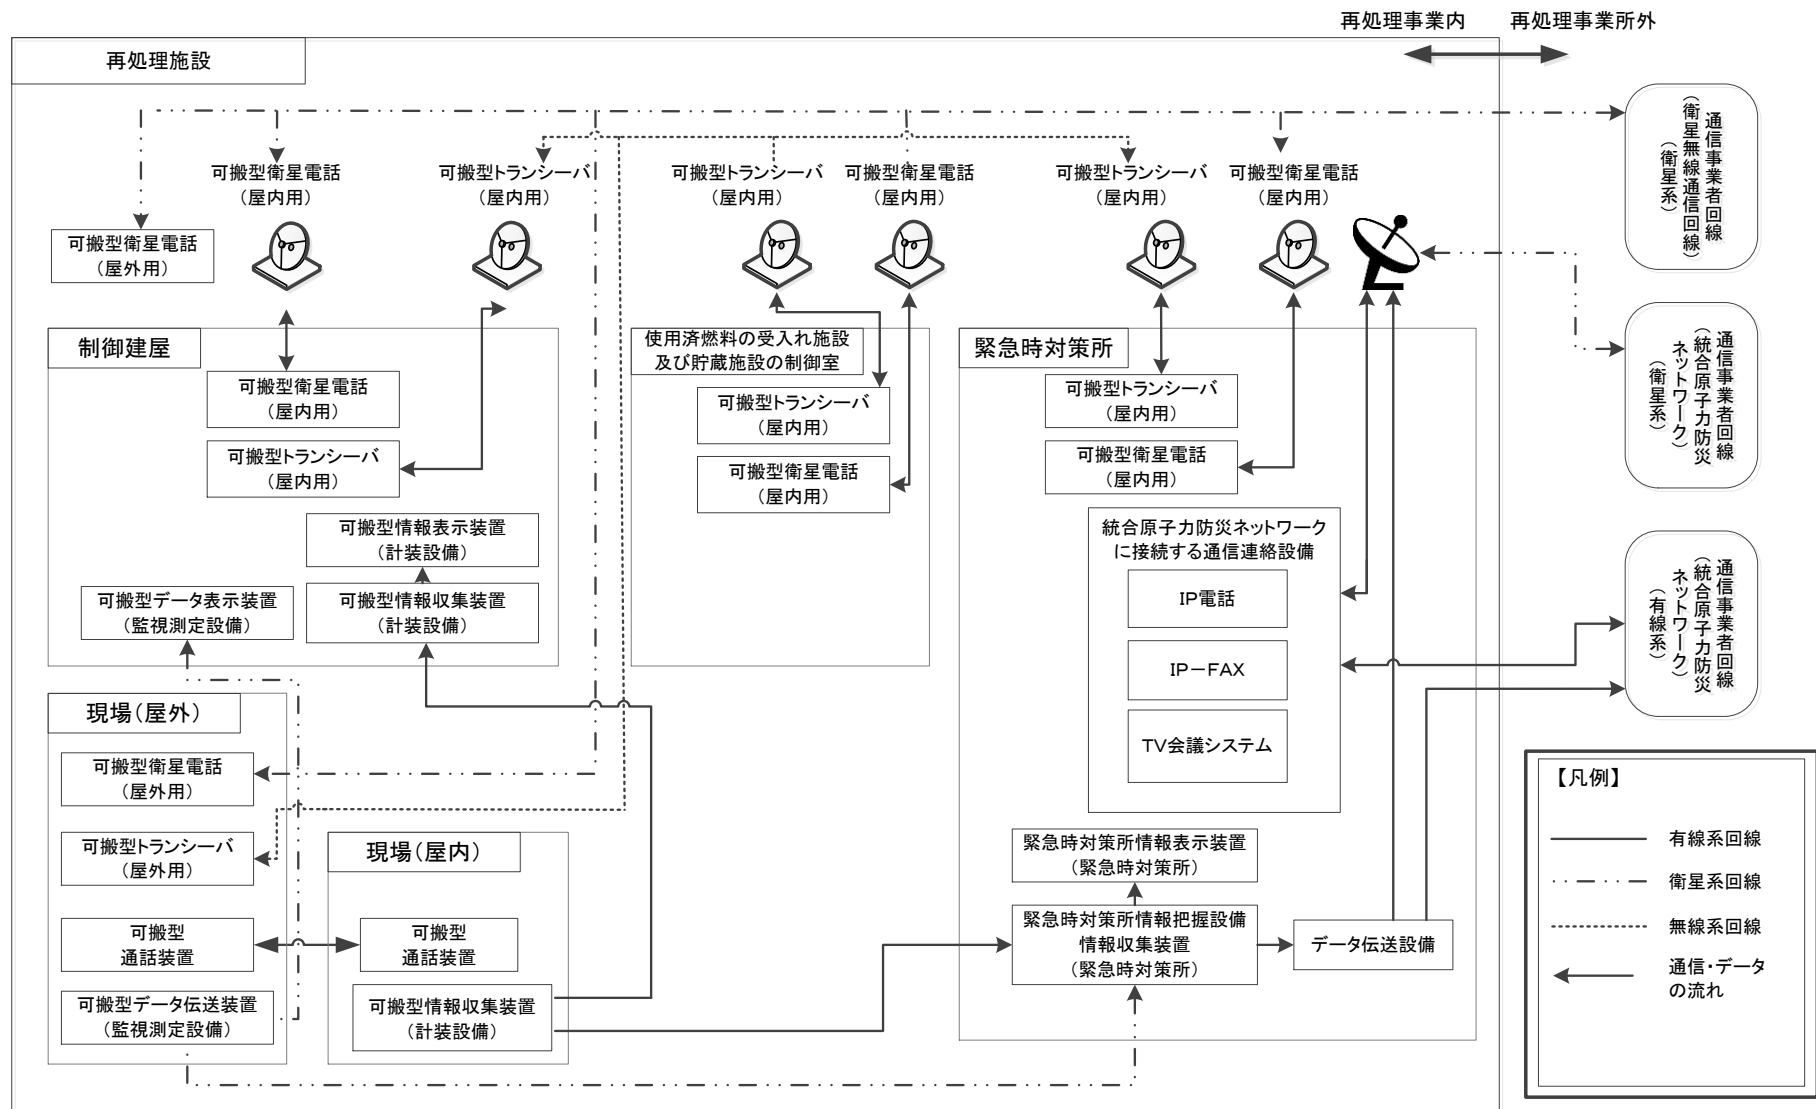 再処理事業内
再処理事業所外
再処理施設
可搬型衛星電話
(屋内用)
可搬型トランシーバ
(屋内用)
可搬型トランシーバ
(屋内用)
可搬型衛星電話
(屋内用)
可搬型トランシーバ
(屋内用)
可搬型衛星電話
(屋内用)
可搬型衛星電話
(屋外用)
通信事業者回線
(衛星無線通信回線)
(衛星系)
通信事業者回線
(統合原子力防災
ネットワーク)
(衛星系)
通信事業者回線
(統合原子力防災
ネットワーク)
(有線系)
制御建屋
可搬型衛星電話
(屋内用)
可搬型トランシーバ
(屋内用)
可搬型情報表示装置
(計装設備)
可搬型データ表示装置
(監視測定設備)
可搬型情報収集装置
(計装設備)
使用済燃料の受入れ施設
及び貯蔵施設の制御室
可搬型トランシーバ
(屋内用)
可搬型衛星電話
(屋内用)
緊急時対策所
可搬型トランシーバ
(屋内用)
可搬型衛星電話
(屋内用)
統合原子力防災ネットワーク
に接続する通信連絡設備
IP電話
IP-FAX
TV会議システム
緊急時対策所情報表示装置
(緊急時対策所)
緊急時対策所情報把握設備
情報収集装置
(緊急時対策所)
データ伝送設備
現場(屋外)
可搬型衛星電話
(屋外用)
可搬型トランシーバ
(屋外用)
可搬型
通話装置
可搬型データ伝送装置
(監視測定設備)
現場(屋内)
可搬型
通話装置
可搬型情報収集装置
(計装設備)
【凡例】
有線系回線
衛星系回線
無線系回線
通信・データ
の流れ